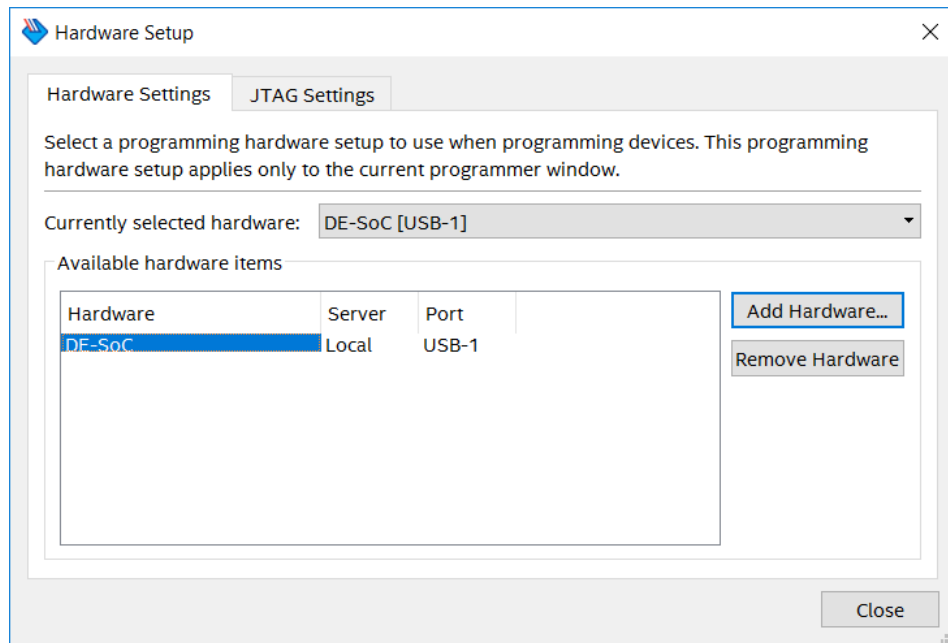 Hardware Setup
Hardware Settings
JTAG Settings
Select a programming hardware setup to use when programming devices. This programming
hardware setup applies only to the current programmer window.
Currently selected hardware:
DE-SoC [USB-1]
Available hardware items
Hardware
Server
Port
DE-SoC
Local
USB-1
Add Hardware...
Remove Hardware
Close